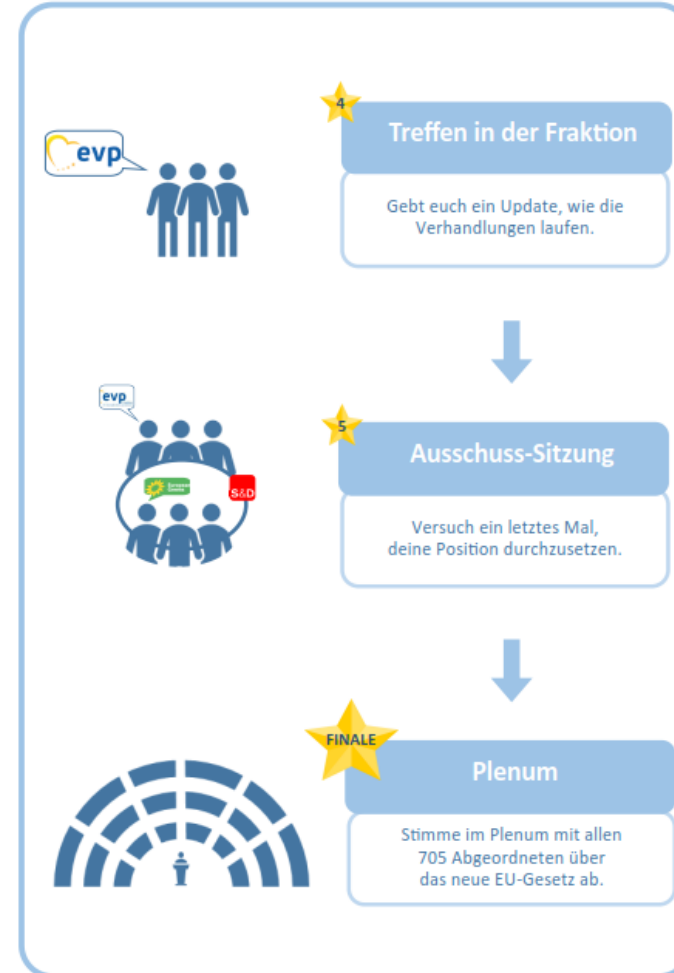 4
Treffen in der Fraktion
evp
Gebt euch ein Update, wie die
Verhandlungen laufen.
evp
5
Ausschuss-Sitzung
S&D
Versuch ein letztes Mal,
deine Position durchzusetzen.
FINALE
Plenum
Stimme im Plenum mit allen
705 Abgeordneten über
das neue EU-Gesetz ab.